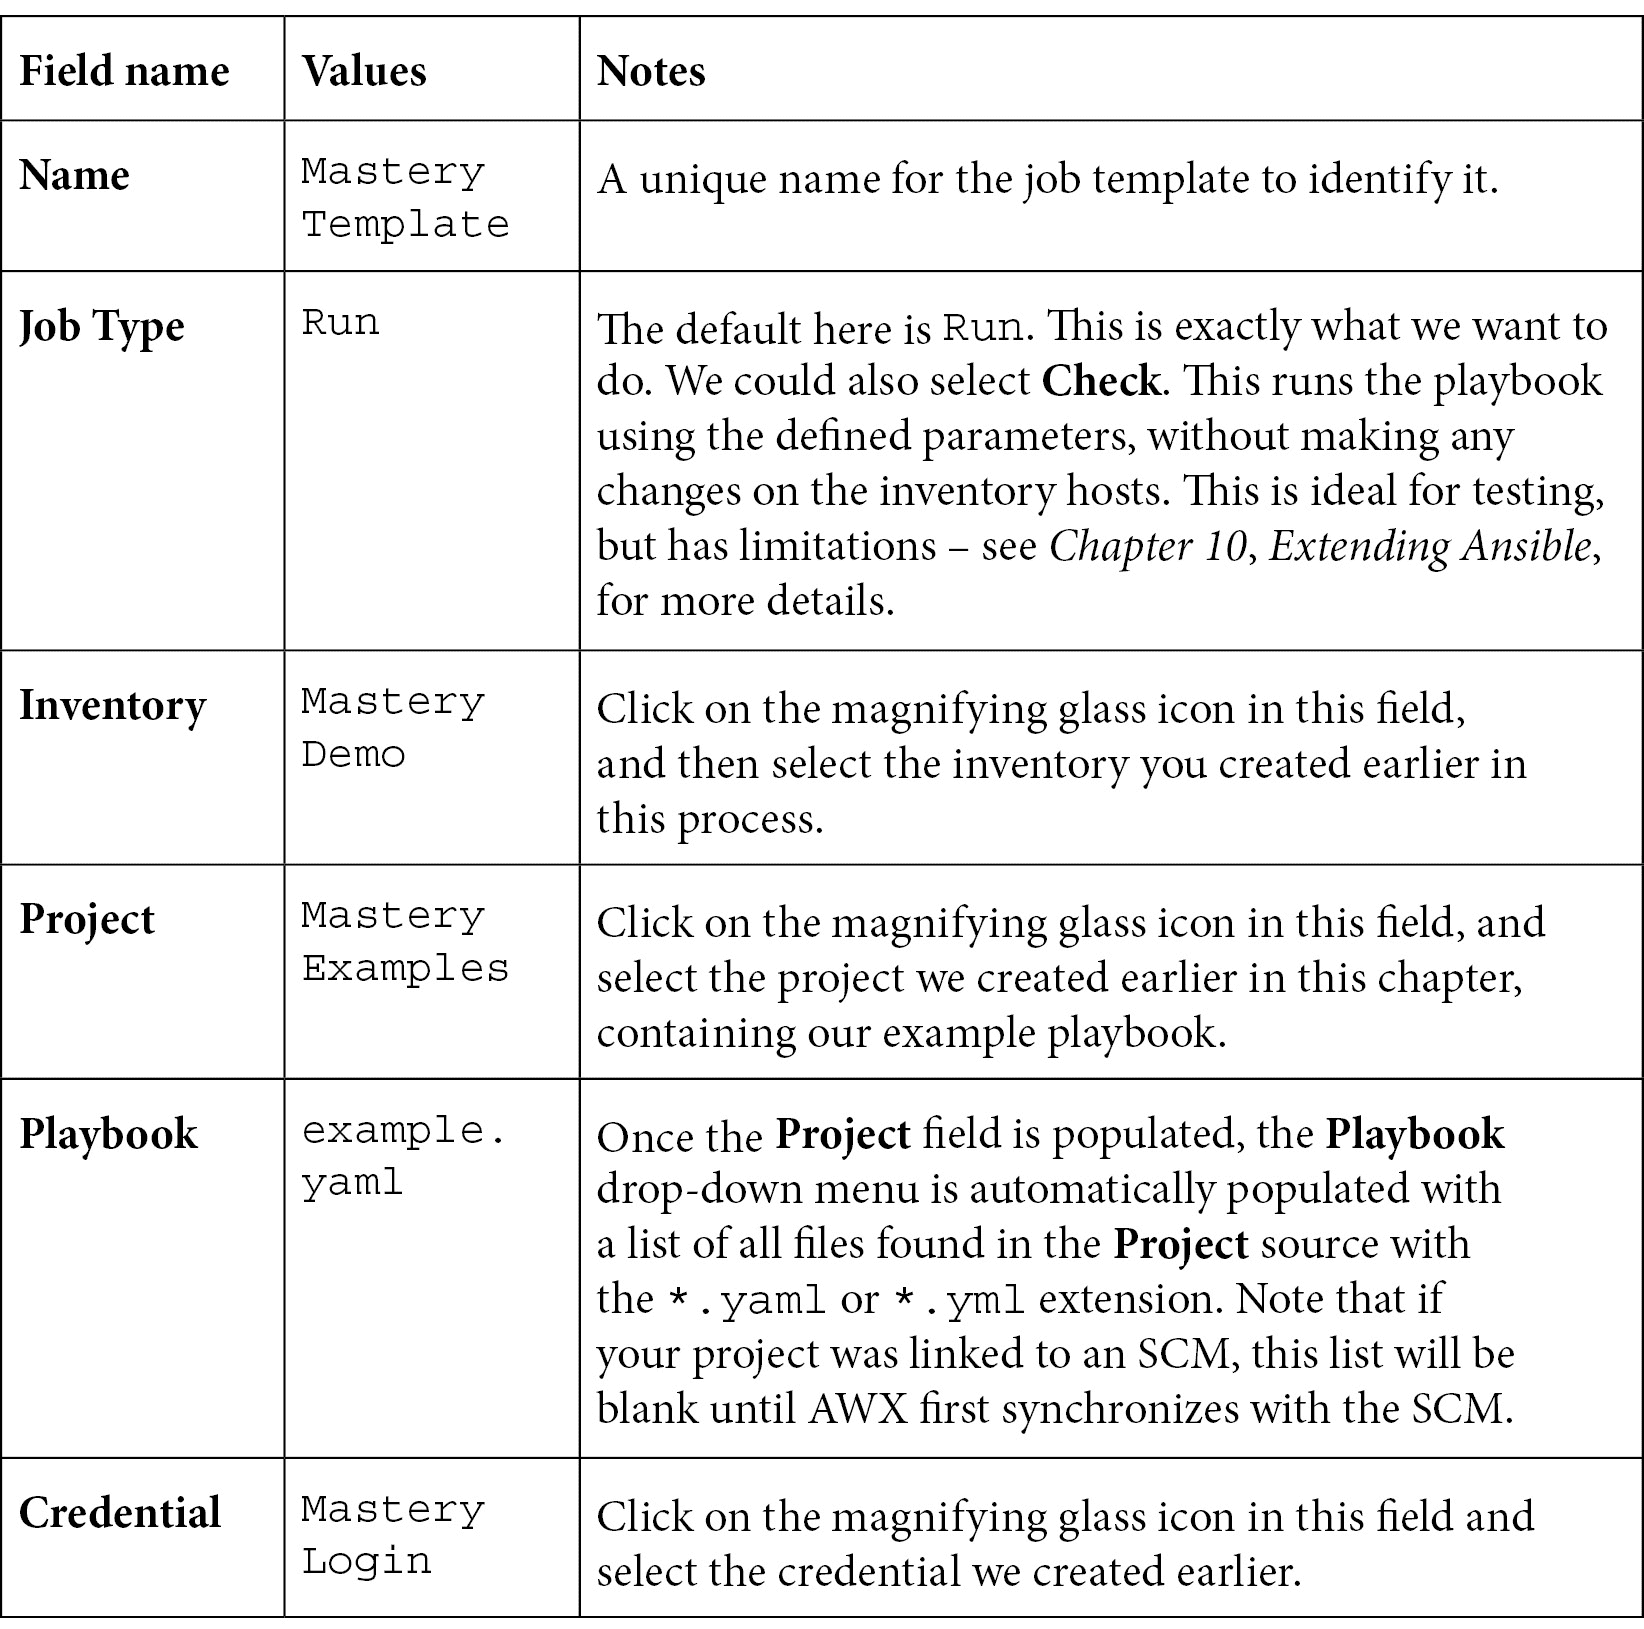 Field name
Values
Notes
Name
Mastery
Template
A unique name for the job template to identify it.
Job Type
Run
The default here is Run. This is exactly what we want to
do. We could also select Check. This runs the playbook
using the defined parameters, without making any
changes on the inventory hosts. This is ideal for testing,
but has limitations – see Chapter 10, Extending Ansible,
for more details.
Inventory
Mastery
Demo
Click on the magnifying glass icon in this field,
and then select the inventory you created earlier in
this process.
Project
Mastery
Examples
Click on the magnifying glass icon in this field, and
select the project we created earlier in this chapter,
containing our example playbook.
Playbook
example.
yaml
Once the Project field is populated, the Playbook
drop-down menu is automatically populated with
a list of all files found in the Project source with
the *.yaml or *.yml extension. Note that if
your project was linked to an SCM, this list will be
blank until AWX first synchronizes with the SCM.
Credential
Mastery
Login
Click on the magnifying glass icon in this field and
select the credential we created earlier.